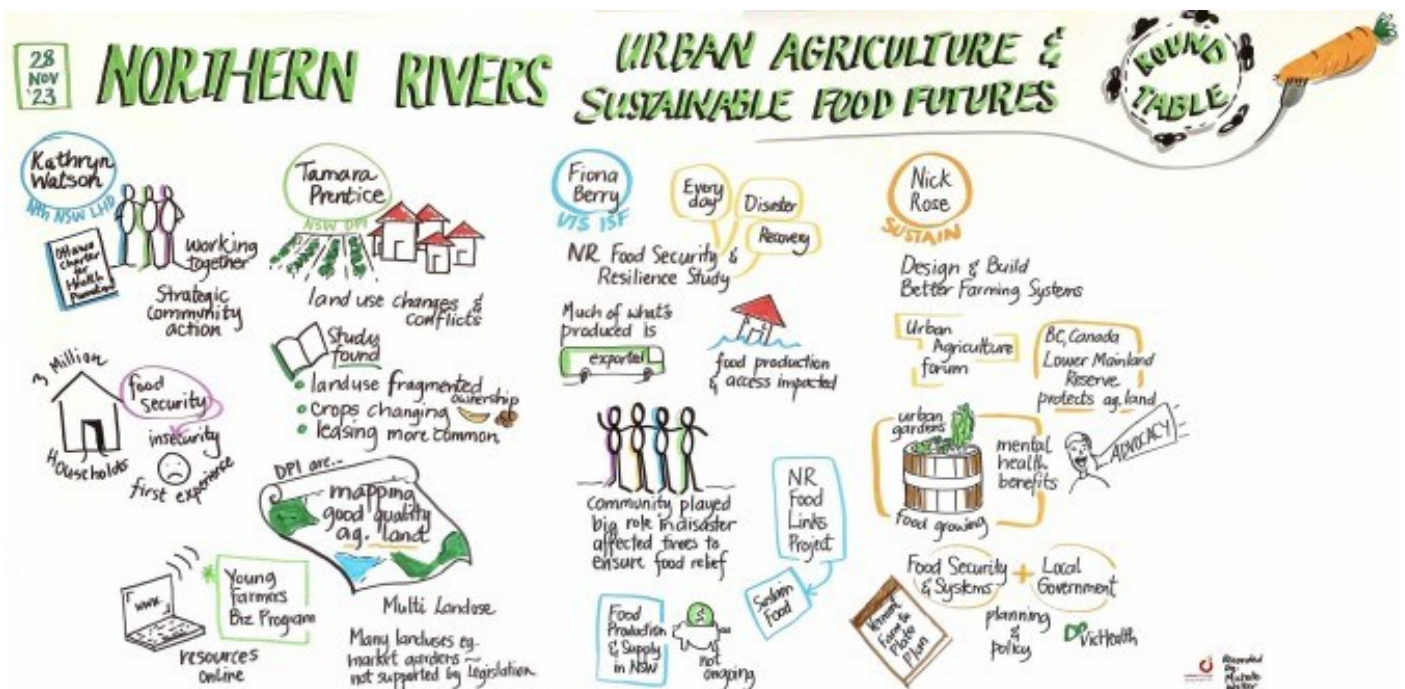 28
NOV
'23
NORTHERN RIVERS
URBAN AGRICULTURE &
SUSTAINABLE FOOD FUTURES
ROUND
TABLE
Kathryn
Watson
Nth NSW LHD
Ottawa
Charter
for
Health
Promotion
working
together
Strategic
community
action
3 Million
Households
food
Security
insecurity
first experience
Tamara
Prentice
NSW DPI
land use changes &
conflicts
Study
found
landuse fragmented
ownership
crops changing
leasing more common
DPI are...
mapping
good quality
ag. land
www.
Young
Farmers
Biz Program
resources
online
Multi Landuse
Many landuses eg.
market gardens ~
not supported by legislation
Fiona
Berry
UTS ISF
Every
day
Disaster
Recovery
NR Food Security &
Resilience Study
Much of what's
produced is
exported
food production
& access impacted
community played
big role in disaster
affected times to
ensure food relief
NR
Food
Links
Project
Sustain
Food
Food
Production
& Supply
in NSW
$
not
ongoing
Nick
Rose
SUSTAIN
Design & Build
Better Farming Systems
Urban
Agriculture
forum
BC, Canada
Lower Mainland
Reserve
protects ag. land
urban
gardens
mental
health
benefits
food growing
ADVOCACY
Food Security
& Systems
+
Local
Government
Vermont
Farm to
Plate
Plan
planning
&
policy
VicHealth
Recorded
by